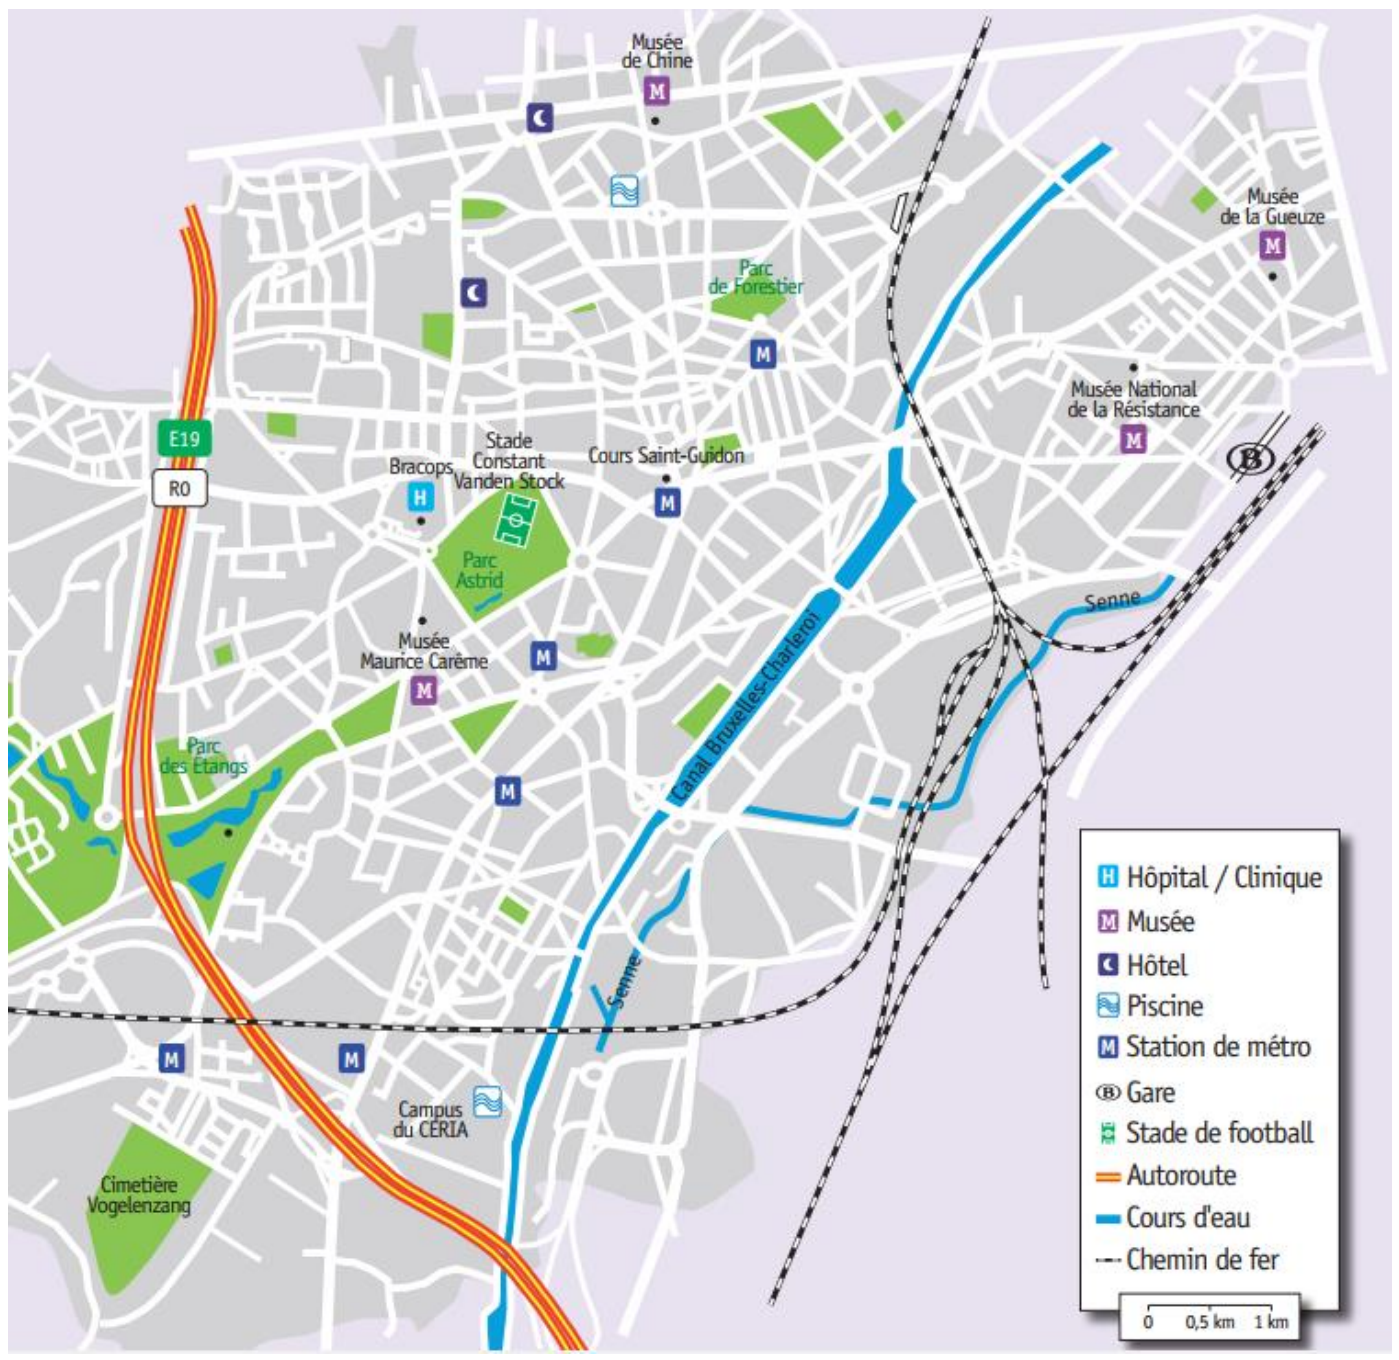 Musée
de Chine
M
Musée
de la Gueuze
M
Parc
de Forestier
M
Musée National
de la Résistance
M
E19
R0
B
Stade
Constant
Vanden Stock
Bracops
H
Cours Saint-Guidon
M
Parc
Astrid
Senne
Musée
Maurice Carême
M
M
Canal Bruxelles-Charleroi
Parc
des Étangs
M
Senne
M
M
Campus
du CERIA
Cimetière
Vogelenzang
H Hôpital / Clinique
M Musée
Hôtel
Piscine
M Station de métro
B Gare
Stade de football
Autoroute
Cours d'eau
Chemin de fer
0 0,5 km 1 km